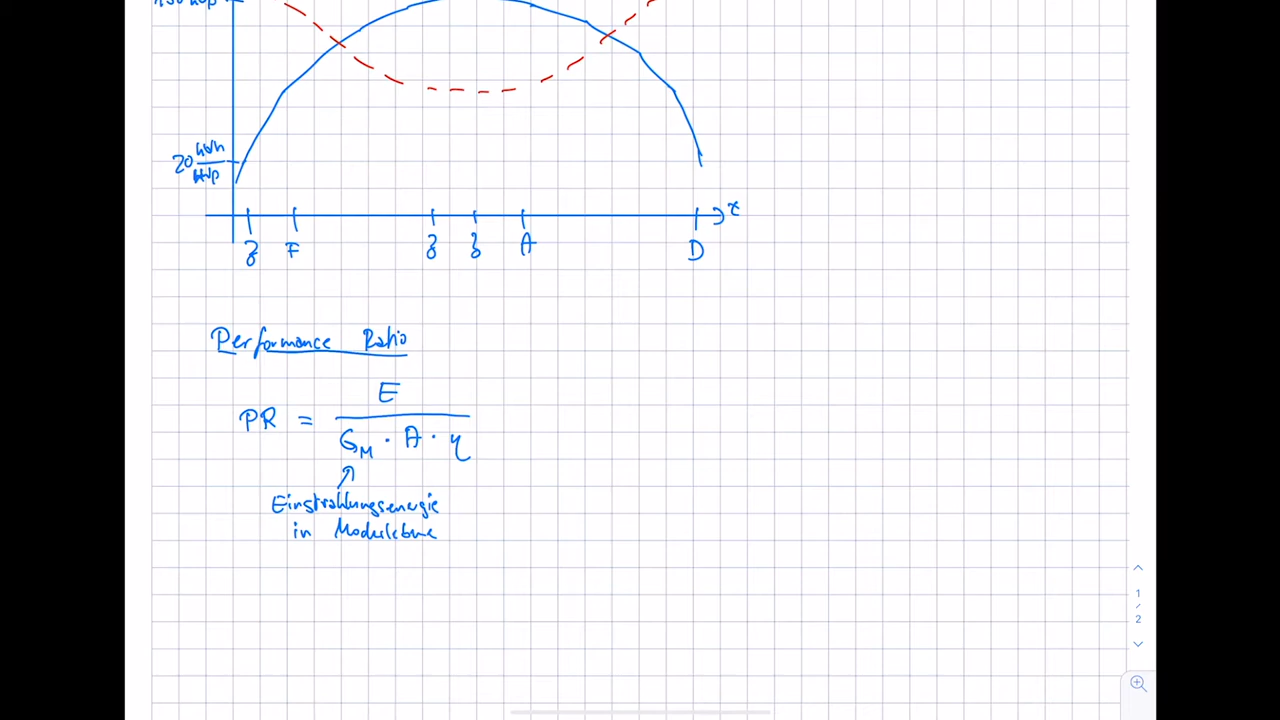 20 kWh
kWp
t
J F J J A D
Performance Ratio
PR = E
G_M · A · η
Einstrahlungsenergie
in Modulebene
1
/
2